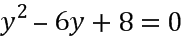 y² – 6y + 8 = 0